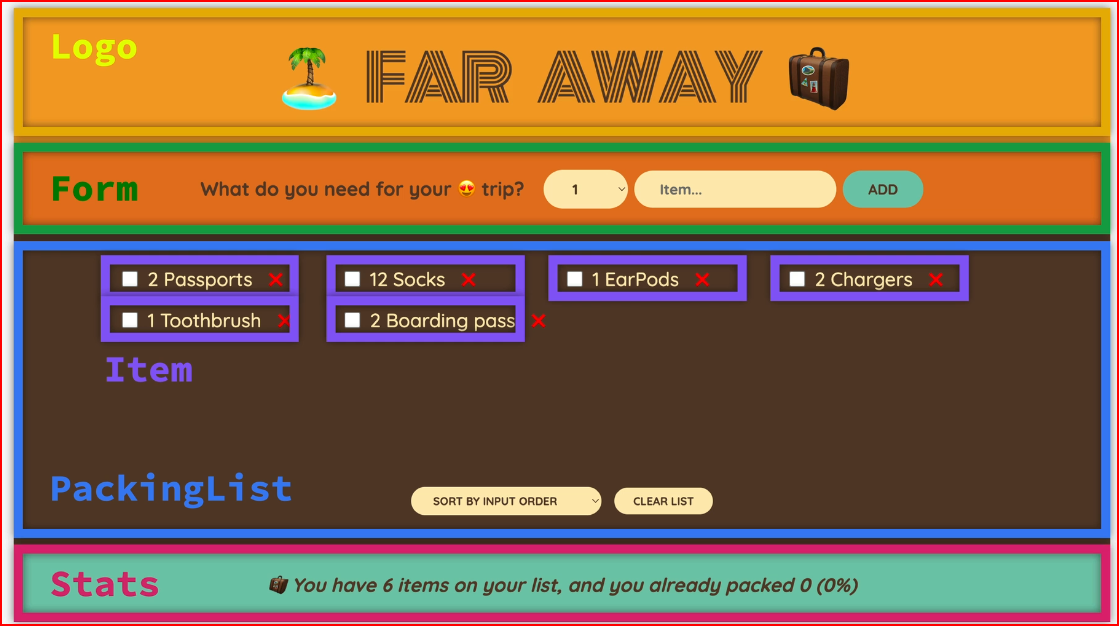 Logo
FAR AWAY
Form
What do you need for your 😍 trip?
1
Item...
ADD
2 Passports ❌
12 Socks ❌
1 EarPods ❌
2 Chargers ❌
1 Toothbrush ❌
2 Boarding pass ❌
Item
PackingList
SORT BY INPUT ORDER
CLEAR LIST
Stats
You have 6 items on your list, and you already packed 0 (0%)